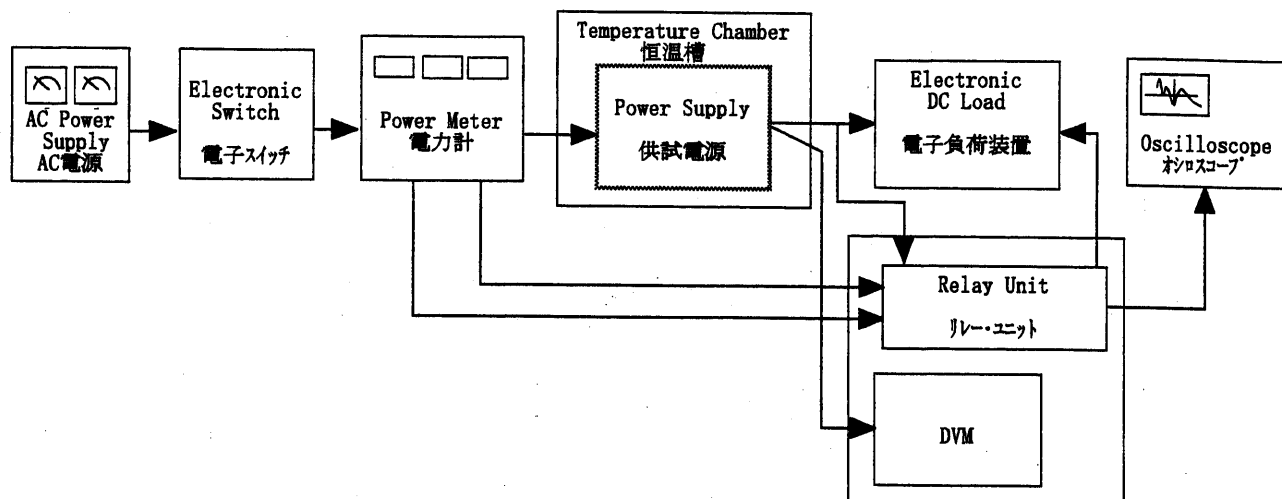 AC Power
Supply
AC電源
Electronic
Switch
電子スイッチ
Power Meter
電力計
Temperature Chamber
恒温槽
Power Supply
供試電源
Electronic
DC Load
電子負荷装置
Oscilloscope
オシロスコープ
Relay Unit
リレー・ユニット
DVM